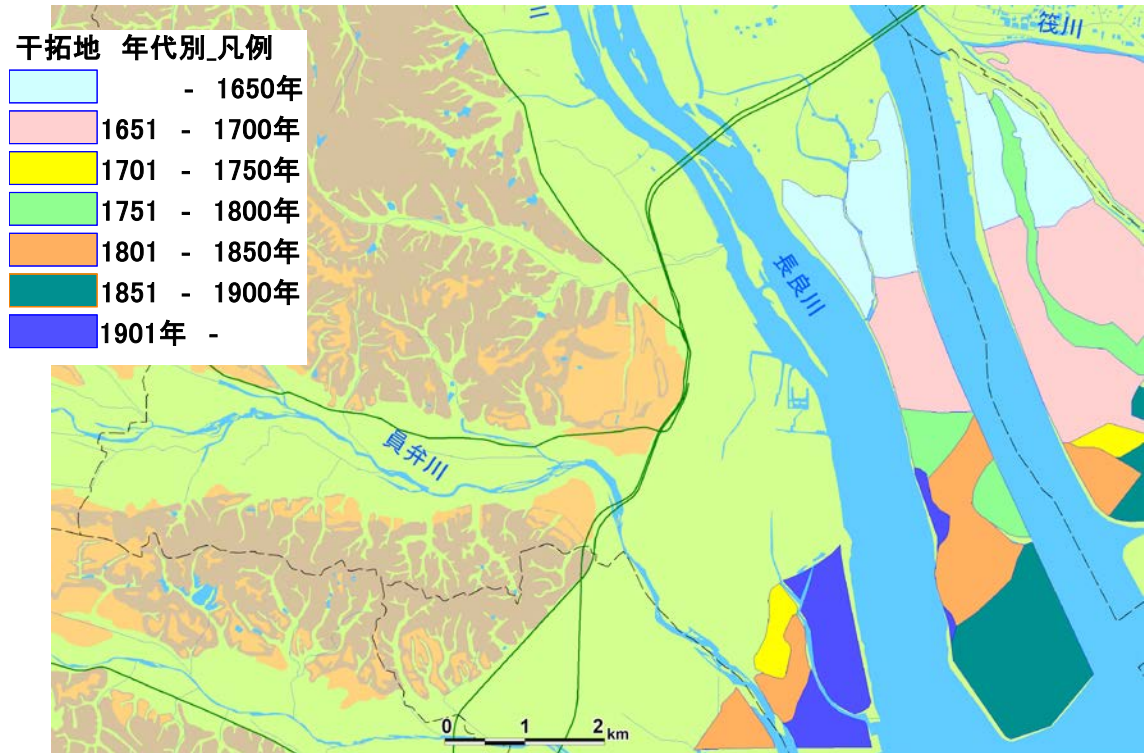 干拓地 年代別_凡例
- 1650年
1651 - 1700年
1701 - 1750年
1751 - 1800年
1801 - 1850年
1851 - 1900年
1901年 -
筏川
長良川
員弁川
0 1 2 km